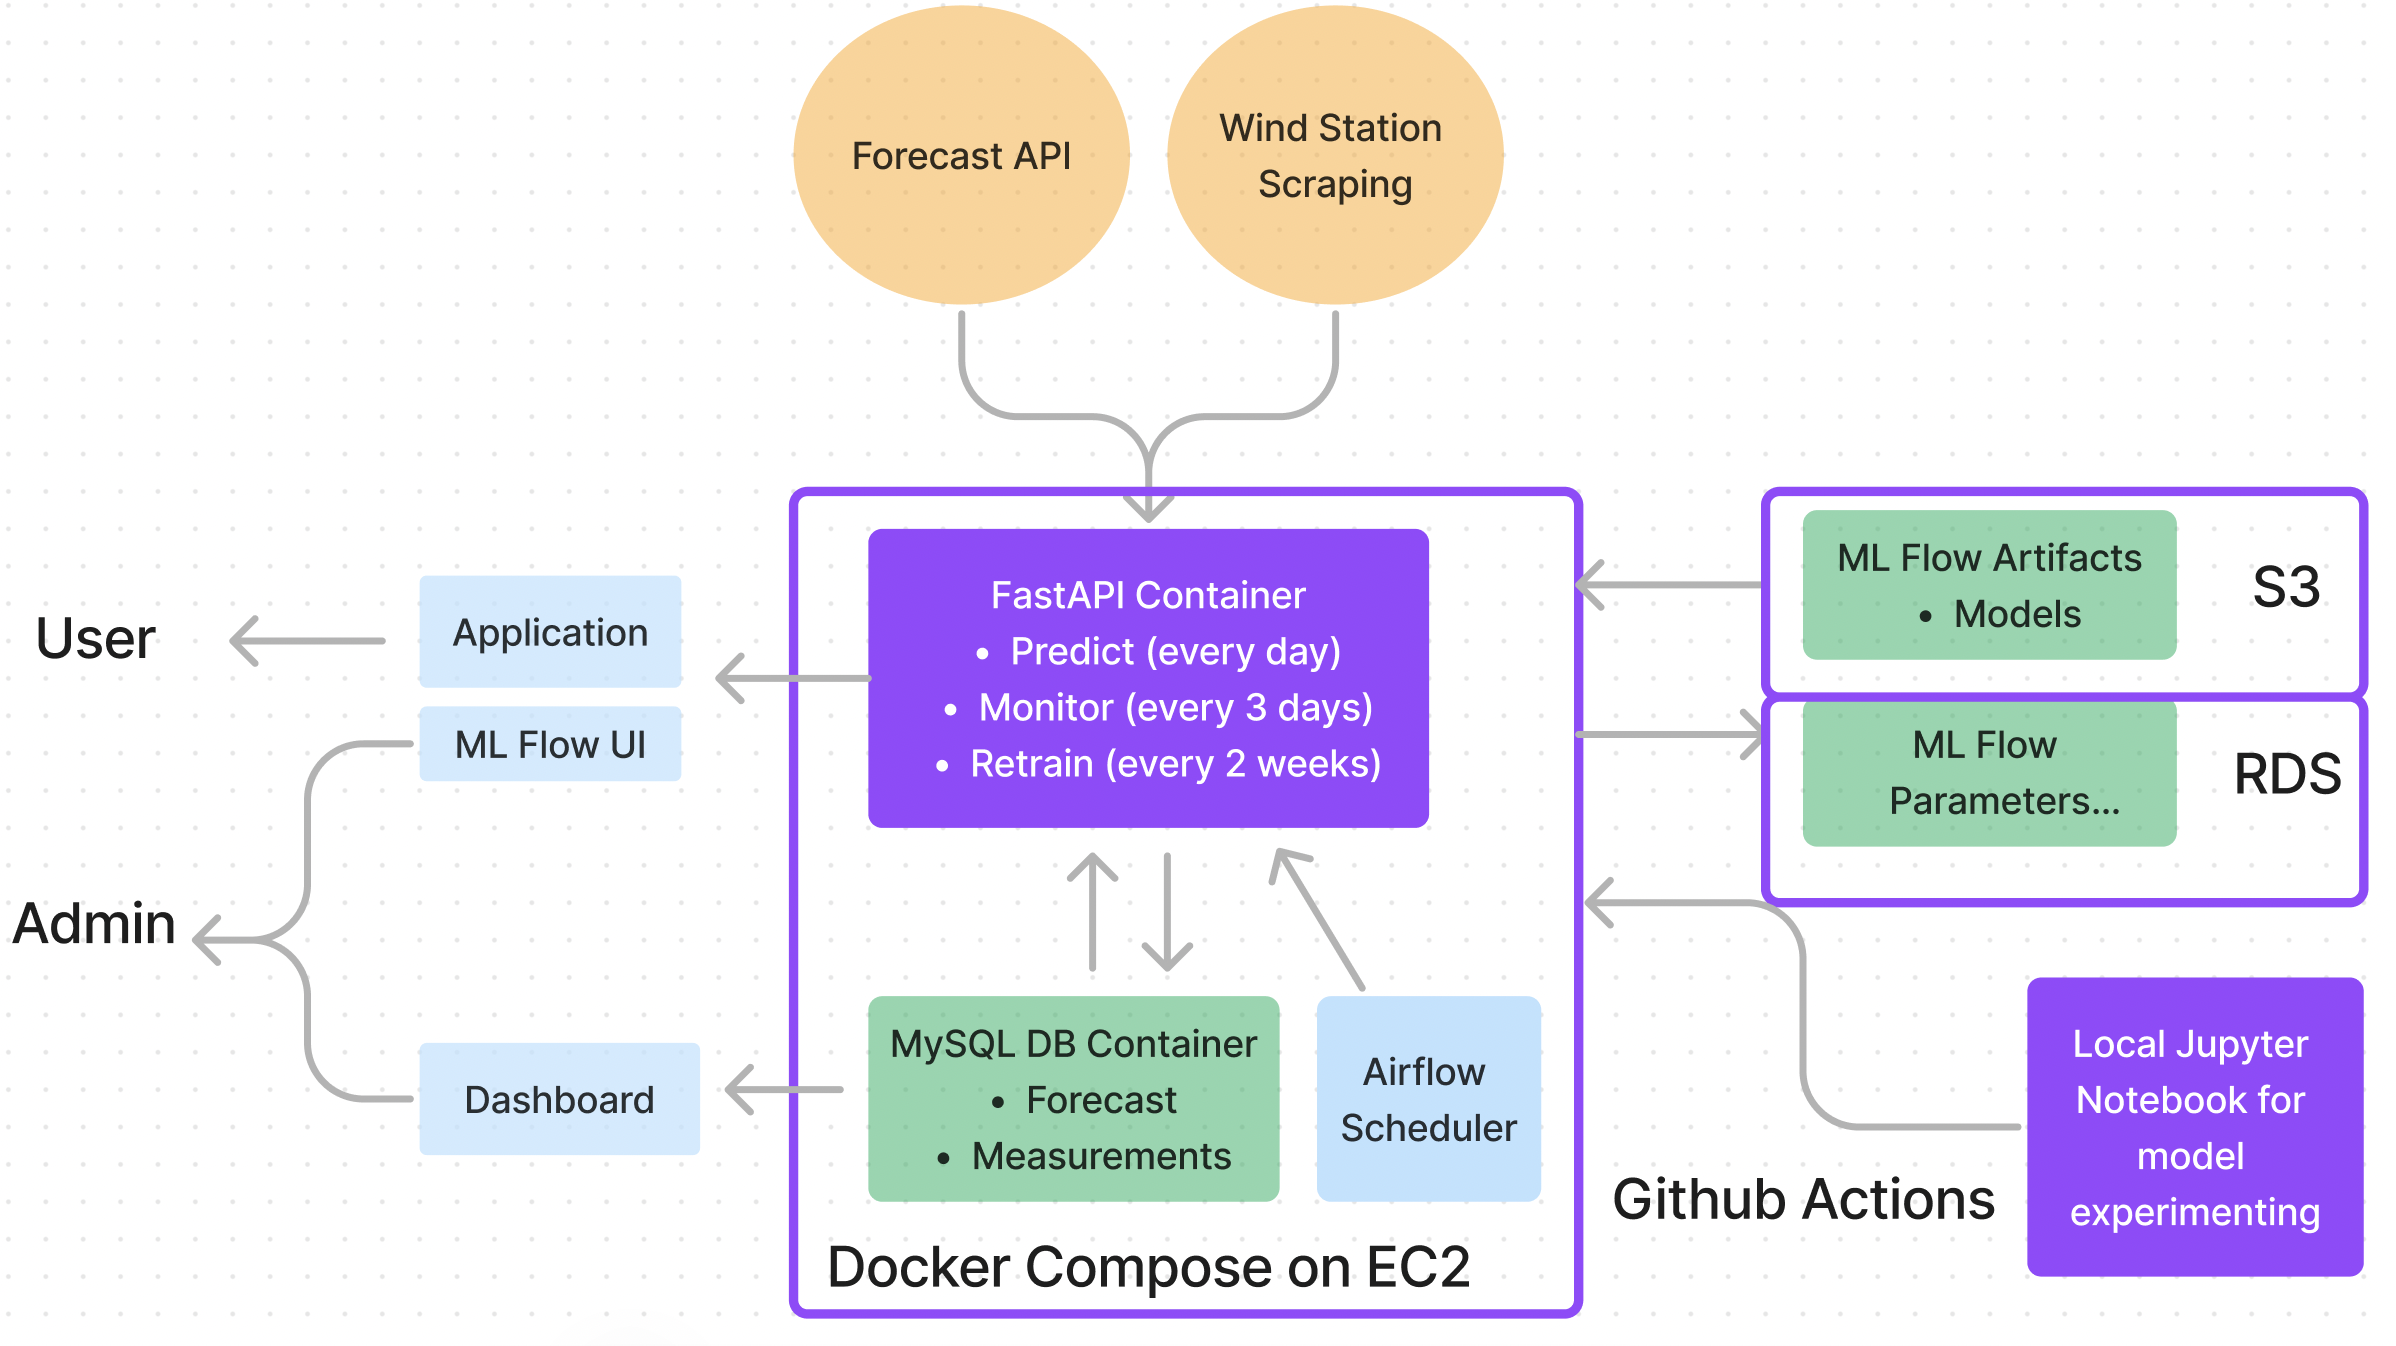 Forecast API
Wind Station
Scraping
FastAPI Container
• Predict (every day)
• Monitor (every 3 days)
• Retrain (every 2 weeks)
ML Flow Artifacts
• Models
S3
ML Flow
Parameters...
RDS
User
Application
ML Flow UI
Admin
Dashboard
MySQL DB Container
• Forecast
• Measurements
Airflow
Scheduler
Docker Compose on EC2
Github Actions
Local Jupyter
Notebook for
model
experimenting